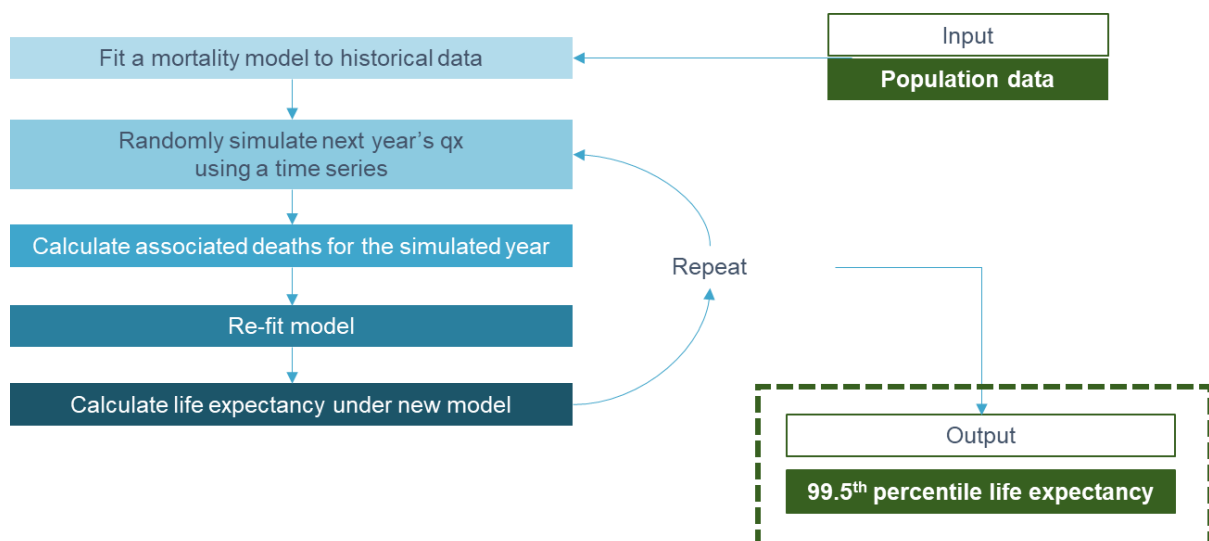 Fit a mortality model to historical data
Input
Population data
Randomly simulate next year’s qx
using a time series
Calculate associated deaths for the simulated year
Repeat
Re-fit model
Calculate life expectancy under new model
Output
99.5th percentile life expectancy